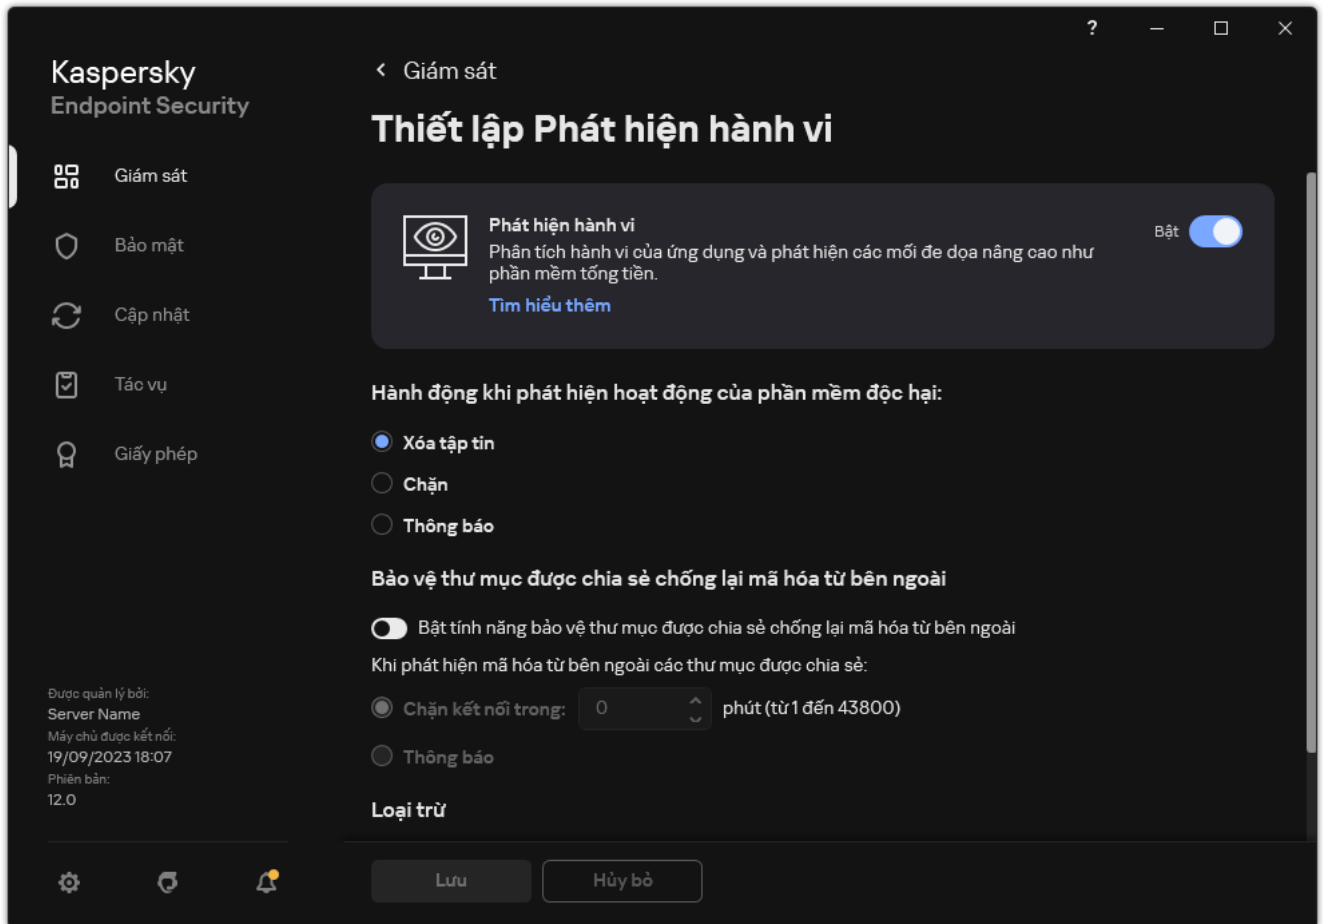 ?
Kaspersky
Endpoint Security
Giám sát
Bảo mật
Cập nhật
Tác vụ
Giấy phép
Được quản lý bởi:
Server Name
Máy chủ được kết nối:
19/09/2023 18:07
Phiên bản:
12.0
Giám sát
Thiết lập Phát hiện hành vi
Phát hiện hành vi
Bật
Phân tích hành vi của ứng dụng và phát hiện các mối đe dọa nâng cao như
phần mềm tống tiền.
Tìm hiểu thêm
Hành động khi phát hiện hoạt động của phần mềm độc hại:
Xóa tập tin
Chặn
Thông báo
Bảo vệ thư mục được chia sẻ chống lại mã hóa từ bên ngoài
Bật tính năng bảo vệ thư mục được chia sẻ chống lại mã hóa từ bên ngoài
Khi phát hiện mã hóa từ bên ngoài các thư mục được chia sẻ:
Chặn kết nối trong: 0 phút (từ 1 đến 43800)
Thông báo
Loại trừ
Lưu Hủy bỏ